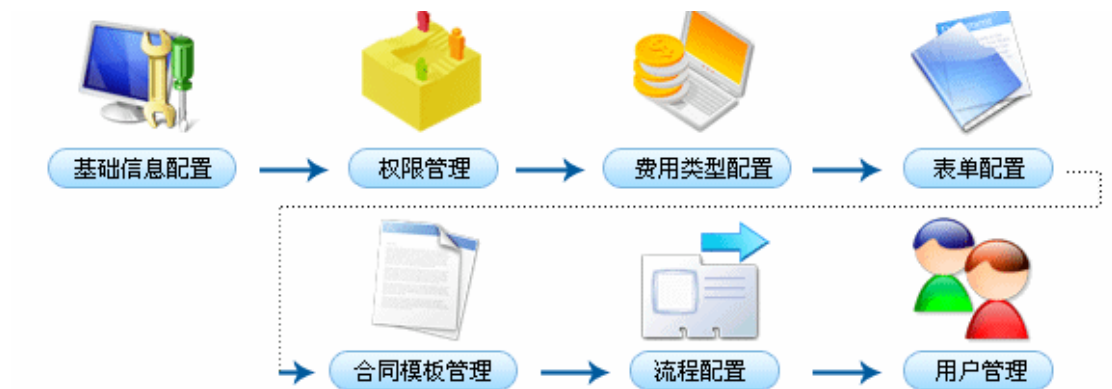 基础信息配置
权限管理
费用类型配置
表单配置
合同模板管理
流程配置
用户管理